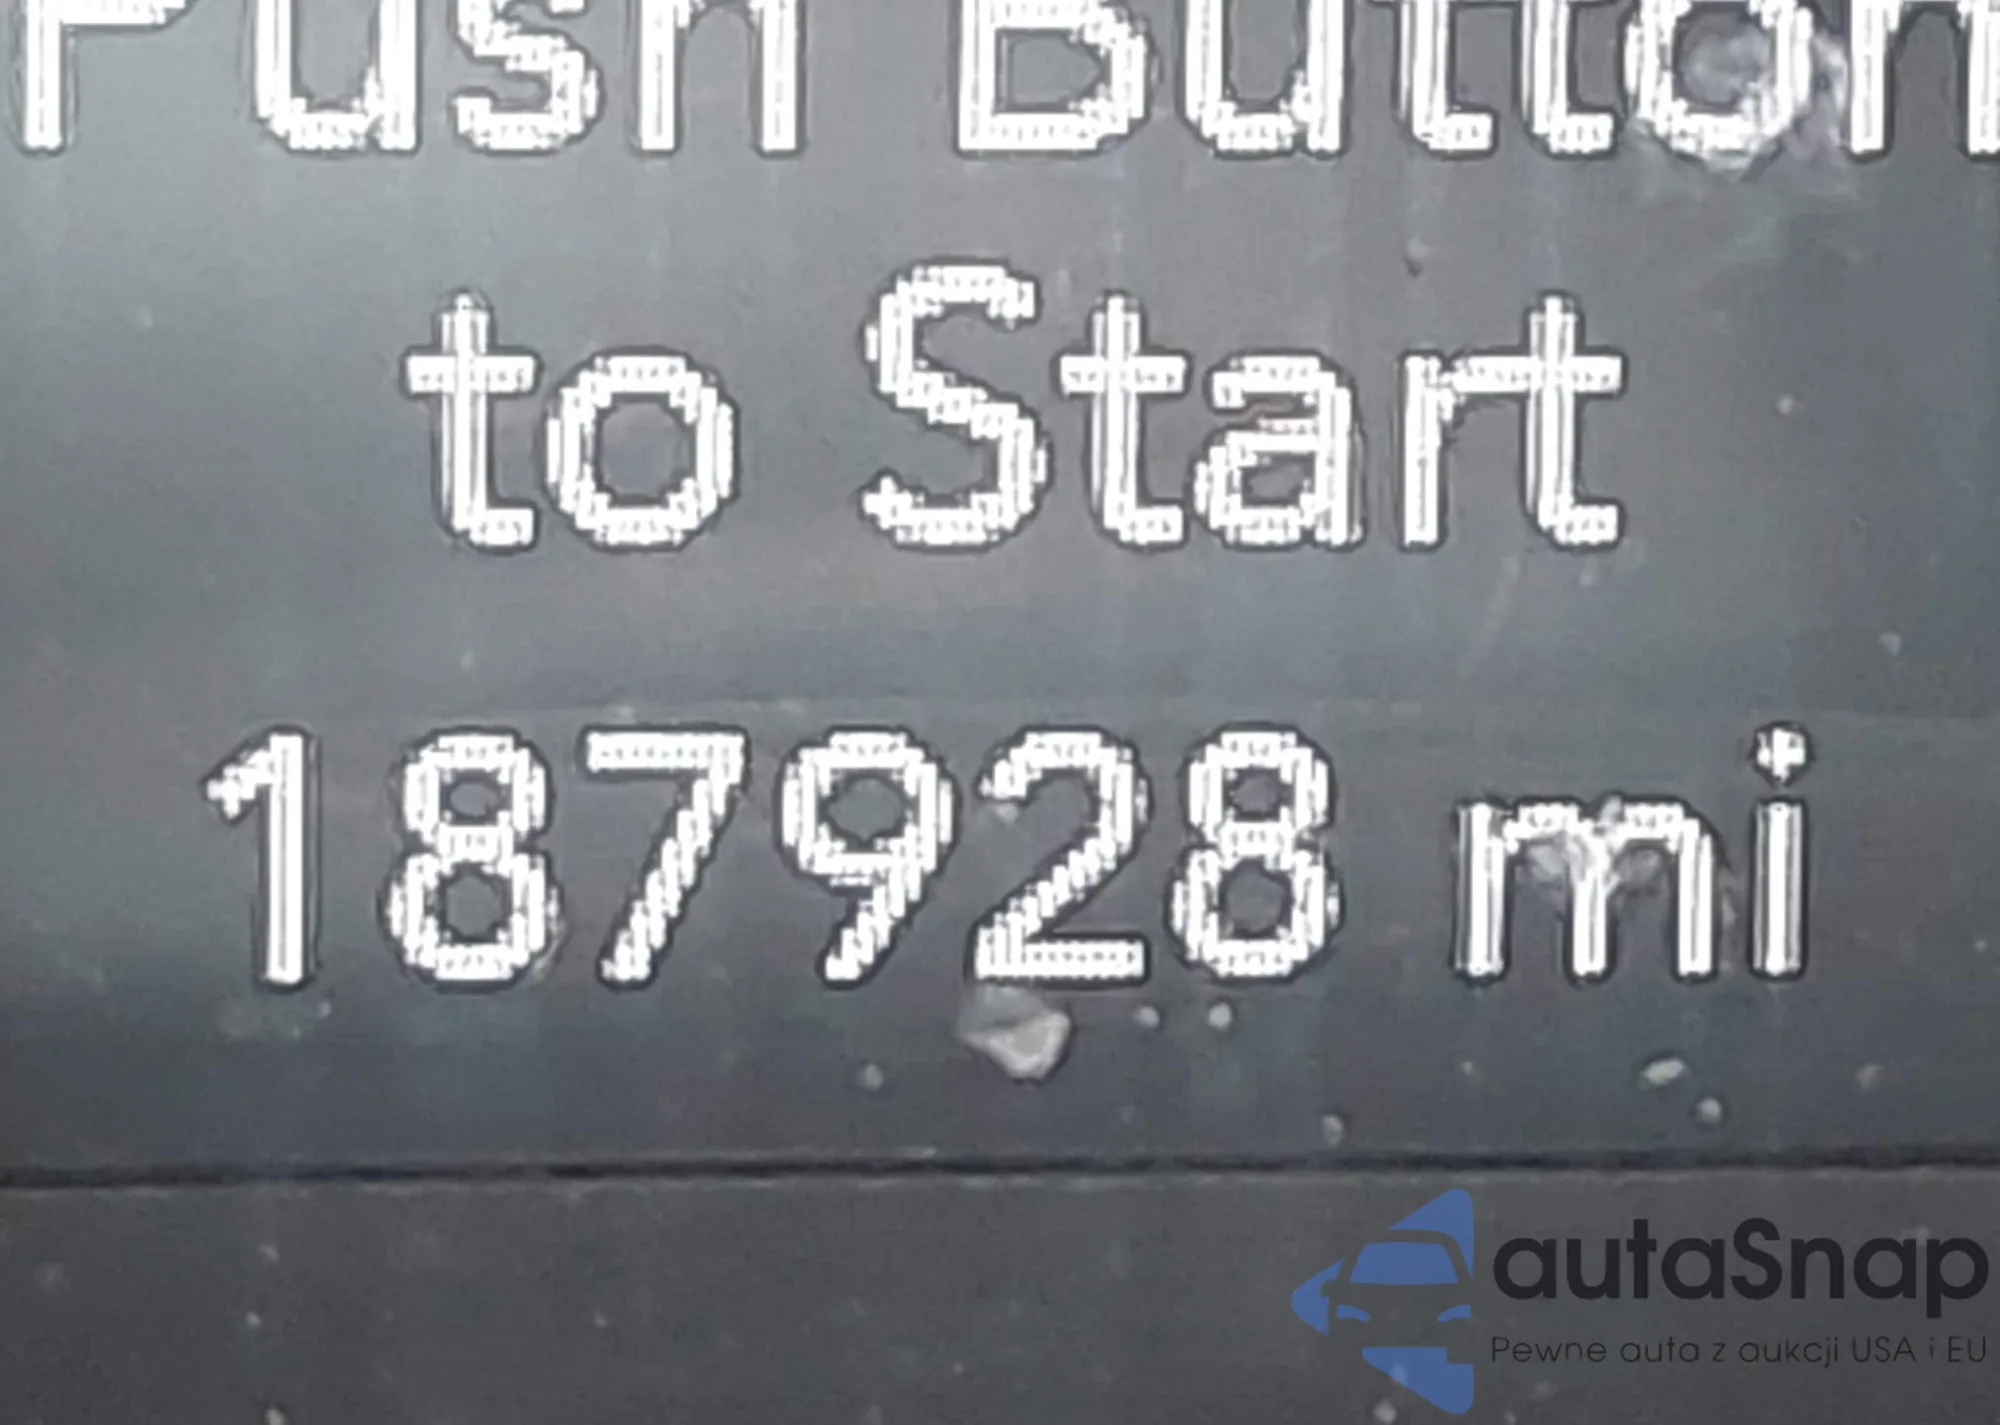 Push Button
to Start
187928 mi
autaSnap
Pewne auta z aukcji USA i EU